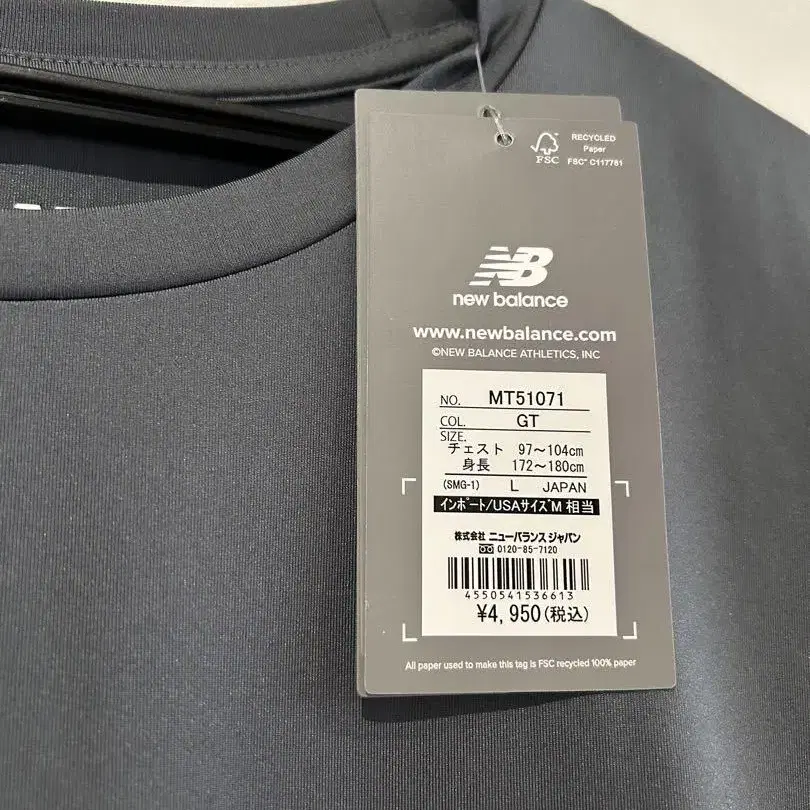 FSC
RECYCLED
Paper
FSC™ C117781
NB
new balance
www.newbalance.com
©NEW BALANCE ATHLETICS, INC
NO. MT51071
COL. GT
SIZE.
チェスト 97〜104cm
身長 172〜180cm
(SMG-1) L JAPAN
インポート/USAサイズM 相当
株式会社 ニューバランス ジャパン
0120-85-7120
4550541536613
¥4,950(税込)
All paper used to make this tag is FSC recycled 100% paper